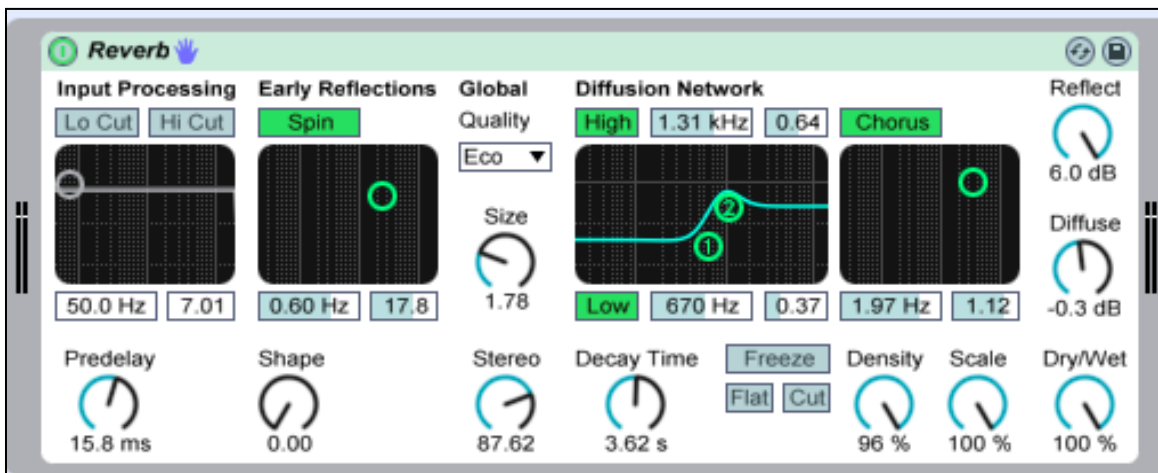 Reverb
Input Processing Early Reflections Global Diffusion Network Reflect
Lo Cut Hi Cut Spin Quality High 1.31 kHz 0.64 Chorus
Eco
6.0 dB
1 2
Size Diffuse
1.78
50.0 Hz 7.01 0.60 Hz 17.8 Low 670 Hz 0.37 1.97 Hz 1.12 -0.3 dB
Predelay Shape Stereo Decay Time Freeze Density Scale Dry/Wet
Flat Cut
15.8 ms 0.00 87.62 3.62 s 96 % 100 % 100 %